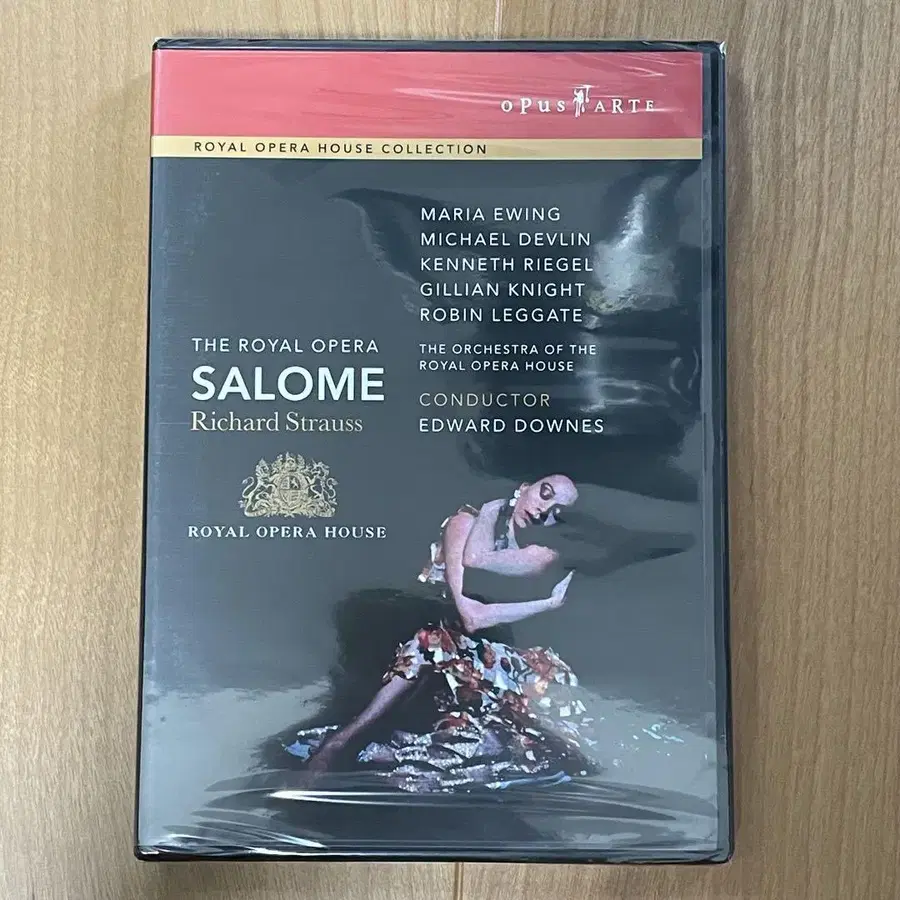 OPUS ARTE
ROYAL OPERA HOUSE COLLECTION
MARIA EWING
MICHAEL DEVLIN
KENNETH RIEGEL
GILLIAN KNIGHT
ROBIN LEGGATE
THE ORCHESTRA OF THE
ROYAL OPERA HOUSE
CONDUCTOR
EDWARD DOWNES
THE ROYAL OPERA
SALOME
Richard Strauss
ROYAL OPERA HOUSE